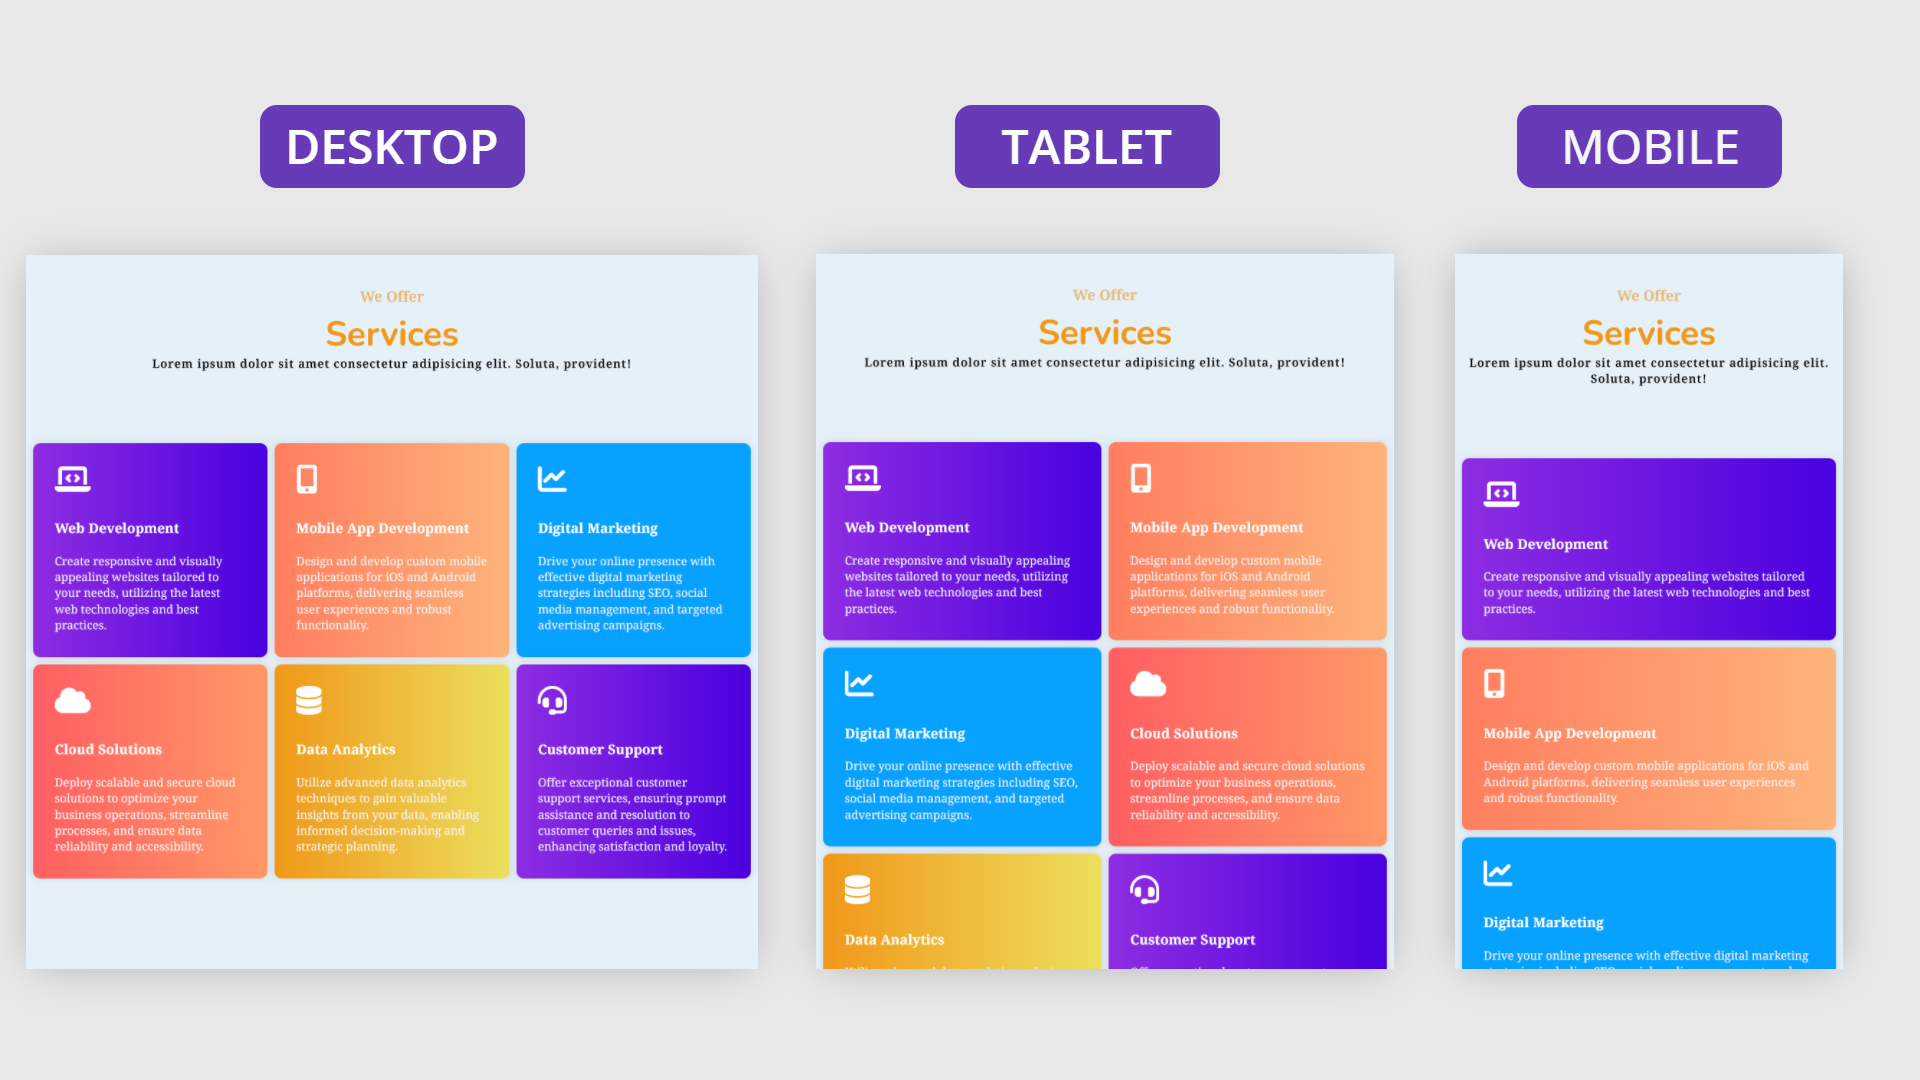 DESKTOP
We Offer
Services
Lorem ipsum dolor sit amet consectetur adipisicing elit. Soluta, provident!
Web Development
Create responsive and visually
appealing websites tailored to
your needs, utilizing the latest
web technologies and best
practices.
Mobile App Development
Design and develop custom mobile
applications for iOS and Android
platforms, delivering seamless
user experiences and robust
functionality.
Digital Marketing
Drive your online presence with
effective digital marketing
strategies including SEO, social
media management, and targeted
advertising campaigns.
Cloud Solutions
Deploy scalable and secure cloud
solutions to optimize your
business operations, streamline
processes, and ensure data
reliability and accessibility.
Data Analytics
Utilize advanced data analytics
techniques to gain valuable
insights from your data, enabling
informed decision-making and
strategic planning.
Customer Support
Offer exceptional customer
support services, ensuring prompt
assistance and resolution to
customer queries and issues,
enhancing satisfaction and loyalty.
TABLET
We Offer
Services
Lorem ipsum dolor sit amet consectetur adipisicing elit. Soluta, provident!
Web Development
Create responsive and visually appealing
websites tailored to your needs, utilizing
the latest web technologies and best
practices.
Mobile App Development
Design and develop custom mobile
applications for iOS and Android
platforms, delivering seamless user
experiences and robust functionality.
Digital Marketing
Drive your online presence with effective
digital marketing strategies including SEO,
social media management, and targeted
advertising campaigns.
Cloud Solutions
Deploy scalable and secure cloud solutions
to optimize your business operations,
streamline processes, and ensure data
reliability and accessibility.
Data Analytics
Customer Support
MOBILE
We Offer
Services
Lorem ipsum dolor sit amet consectetur adipisicing elit.
Soluta, provident!
Web Development
Create responsive and visually appealing websites tailored
to your needs, utilizing the latest web technologies and best
practices.
Mobile App Development
Design and develop custom mobile applications for iOS and
Android platforms, delivering seamless user experiences
and robust functionality.
Digital Marketing
Drive your online presence with effective digital marketing